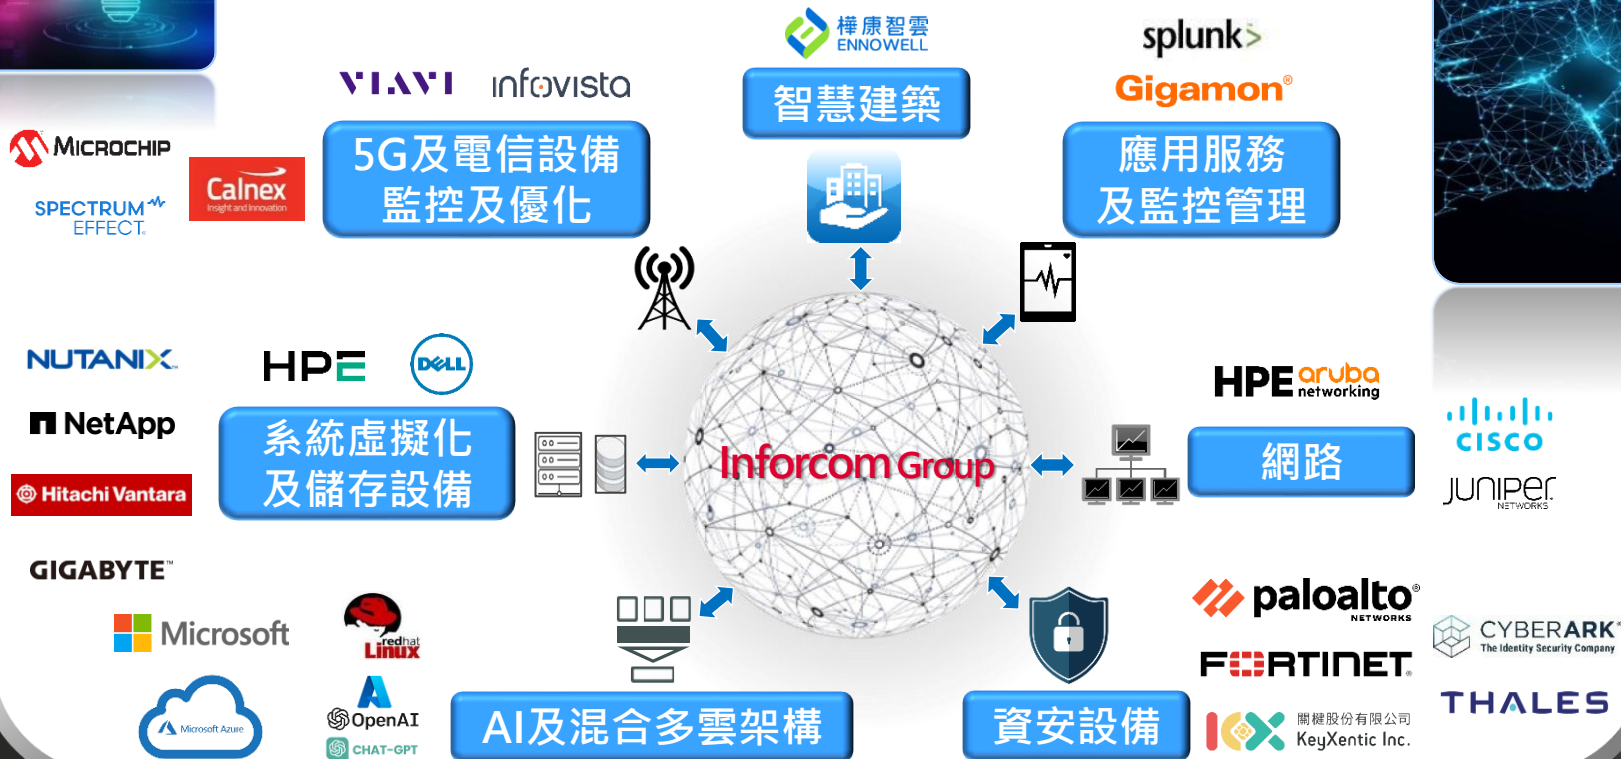 樺康智雲
ENNOWELL
智慧建築
splunk>
Gigamon®
應用服務
及監控管理
VIAVI
infovista
MICROCHIP
Calnex
Insight and Innovation
SPECTRUM
EFFECT
5G及電信設備
監控及優化
NUTANIX
HPE
DELL
NetApp
Hitachi Vantara
系統虛擬化
及儲存設備
Inforcom Group
HPE aruba
networking
網路
CISCO
JUNIPER
NETWORKS
GIGABYTE™
Microsoft
redhat
Linux
Microsoft Azure
OpenAI
CHAT-GPT
AI及混合多雲架構
資安設備
paloalto®
NETWORKS
FORTINET
關楗股份有限公司
KeyXentic Inc.
CYBERARK®
The Identity Security Company
THALES